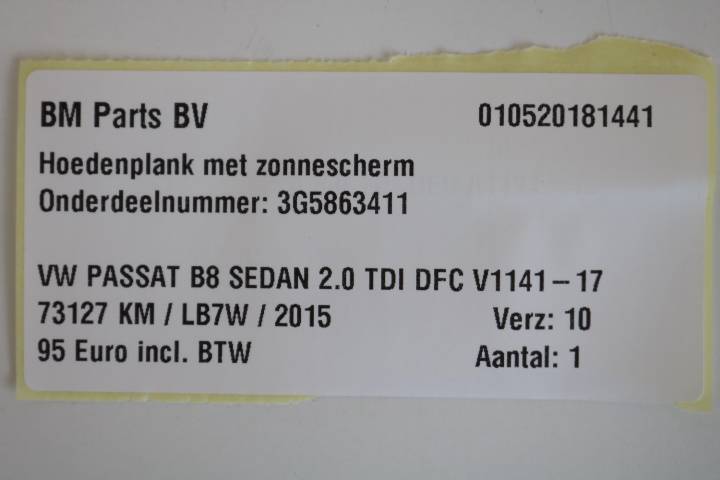 BM Parts BV 010520181441
Hoedenplank met zonnescherm
Onderdeelnummer: 3G5863411
VW PASSAT B8 SEDAN 2.0 TDI DFC V1141-17
73127 KM / LB7W / 2015 Verz: 10
95 Euro incl. BTW Aantal: 1